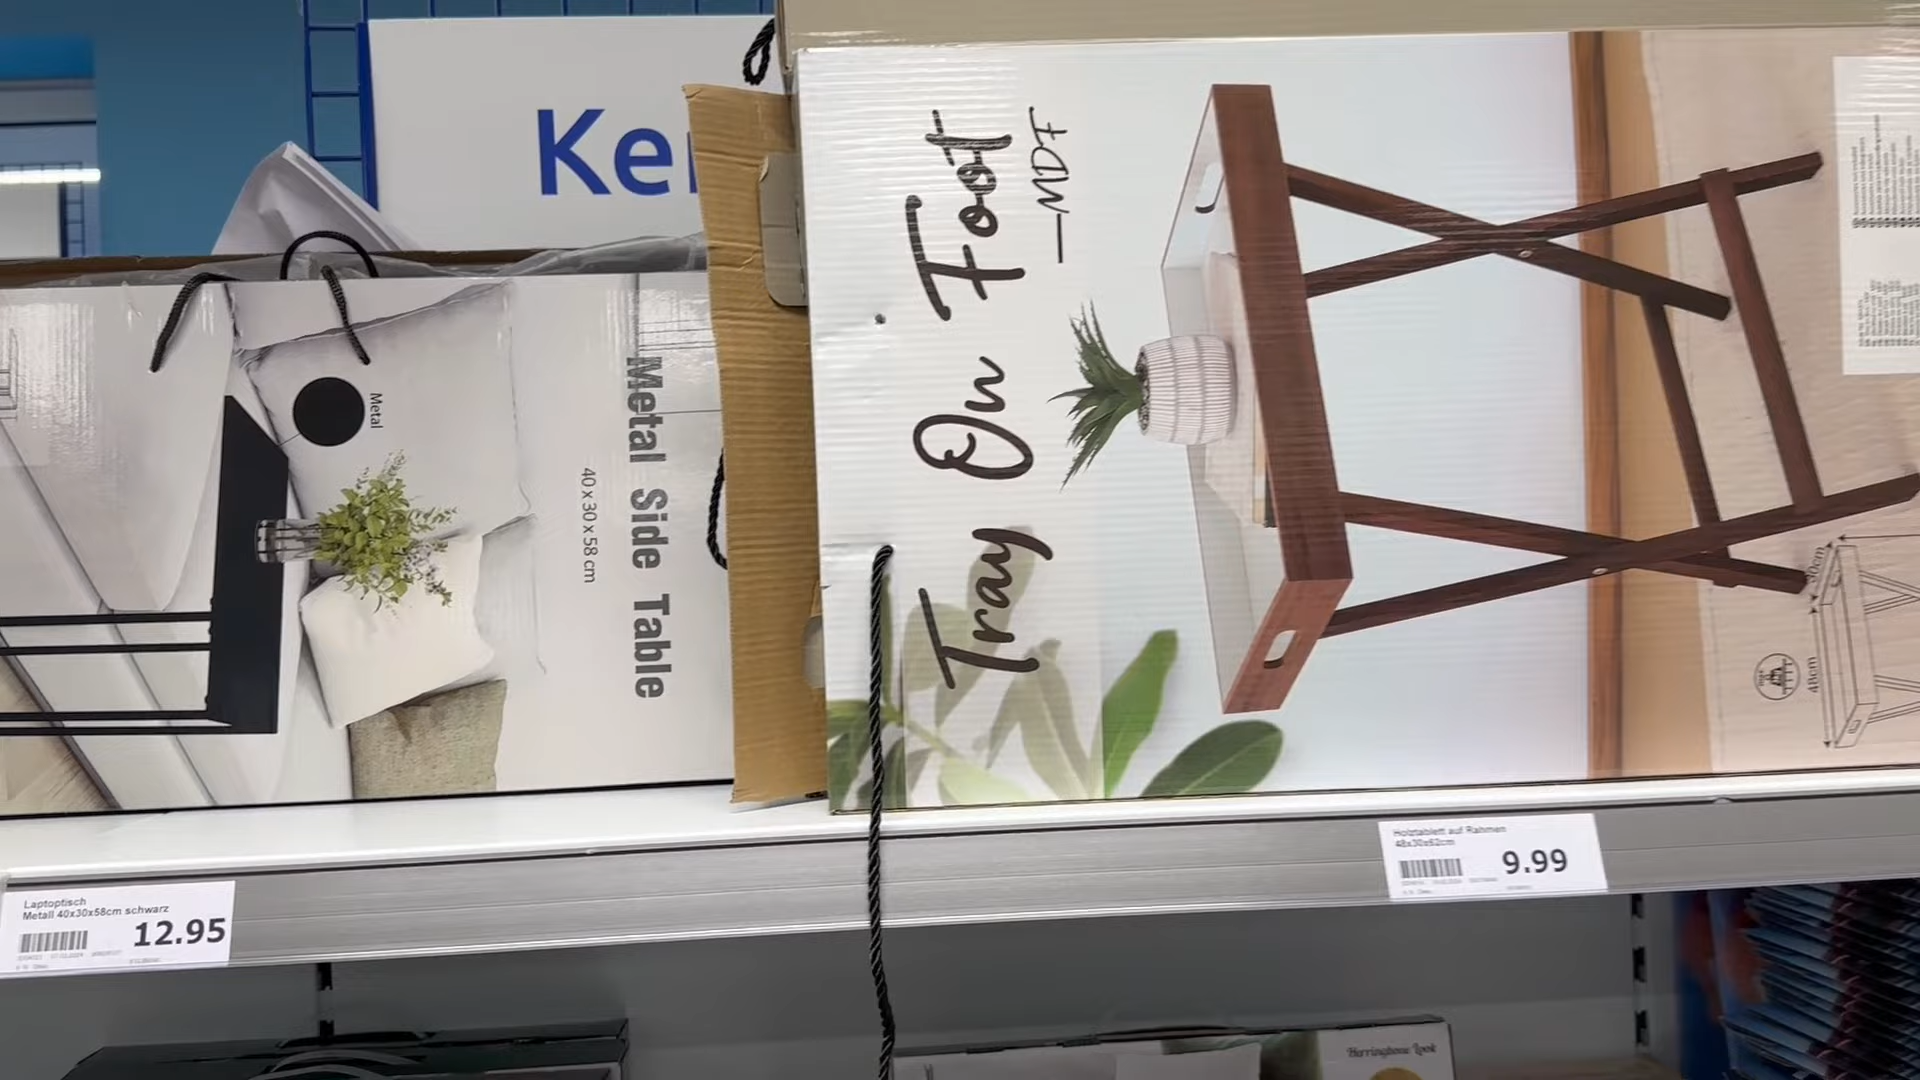 Ke
Metal
Metal Side Table
40 x 30 x 58 cm
Tray On Foot
—MDF
30cm
48cm
Laptoptisch
Metall 40x30x58cm schwarz
12.95
Holztablett auf Rahmen
48x30x62cm
9.99
Herringbone Look